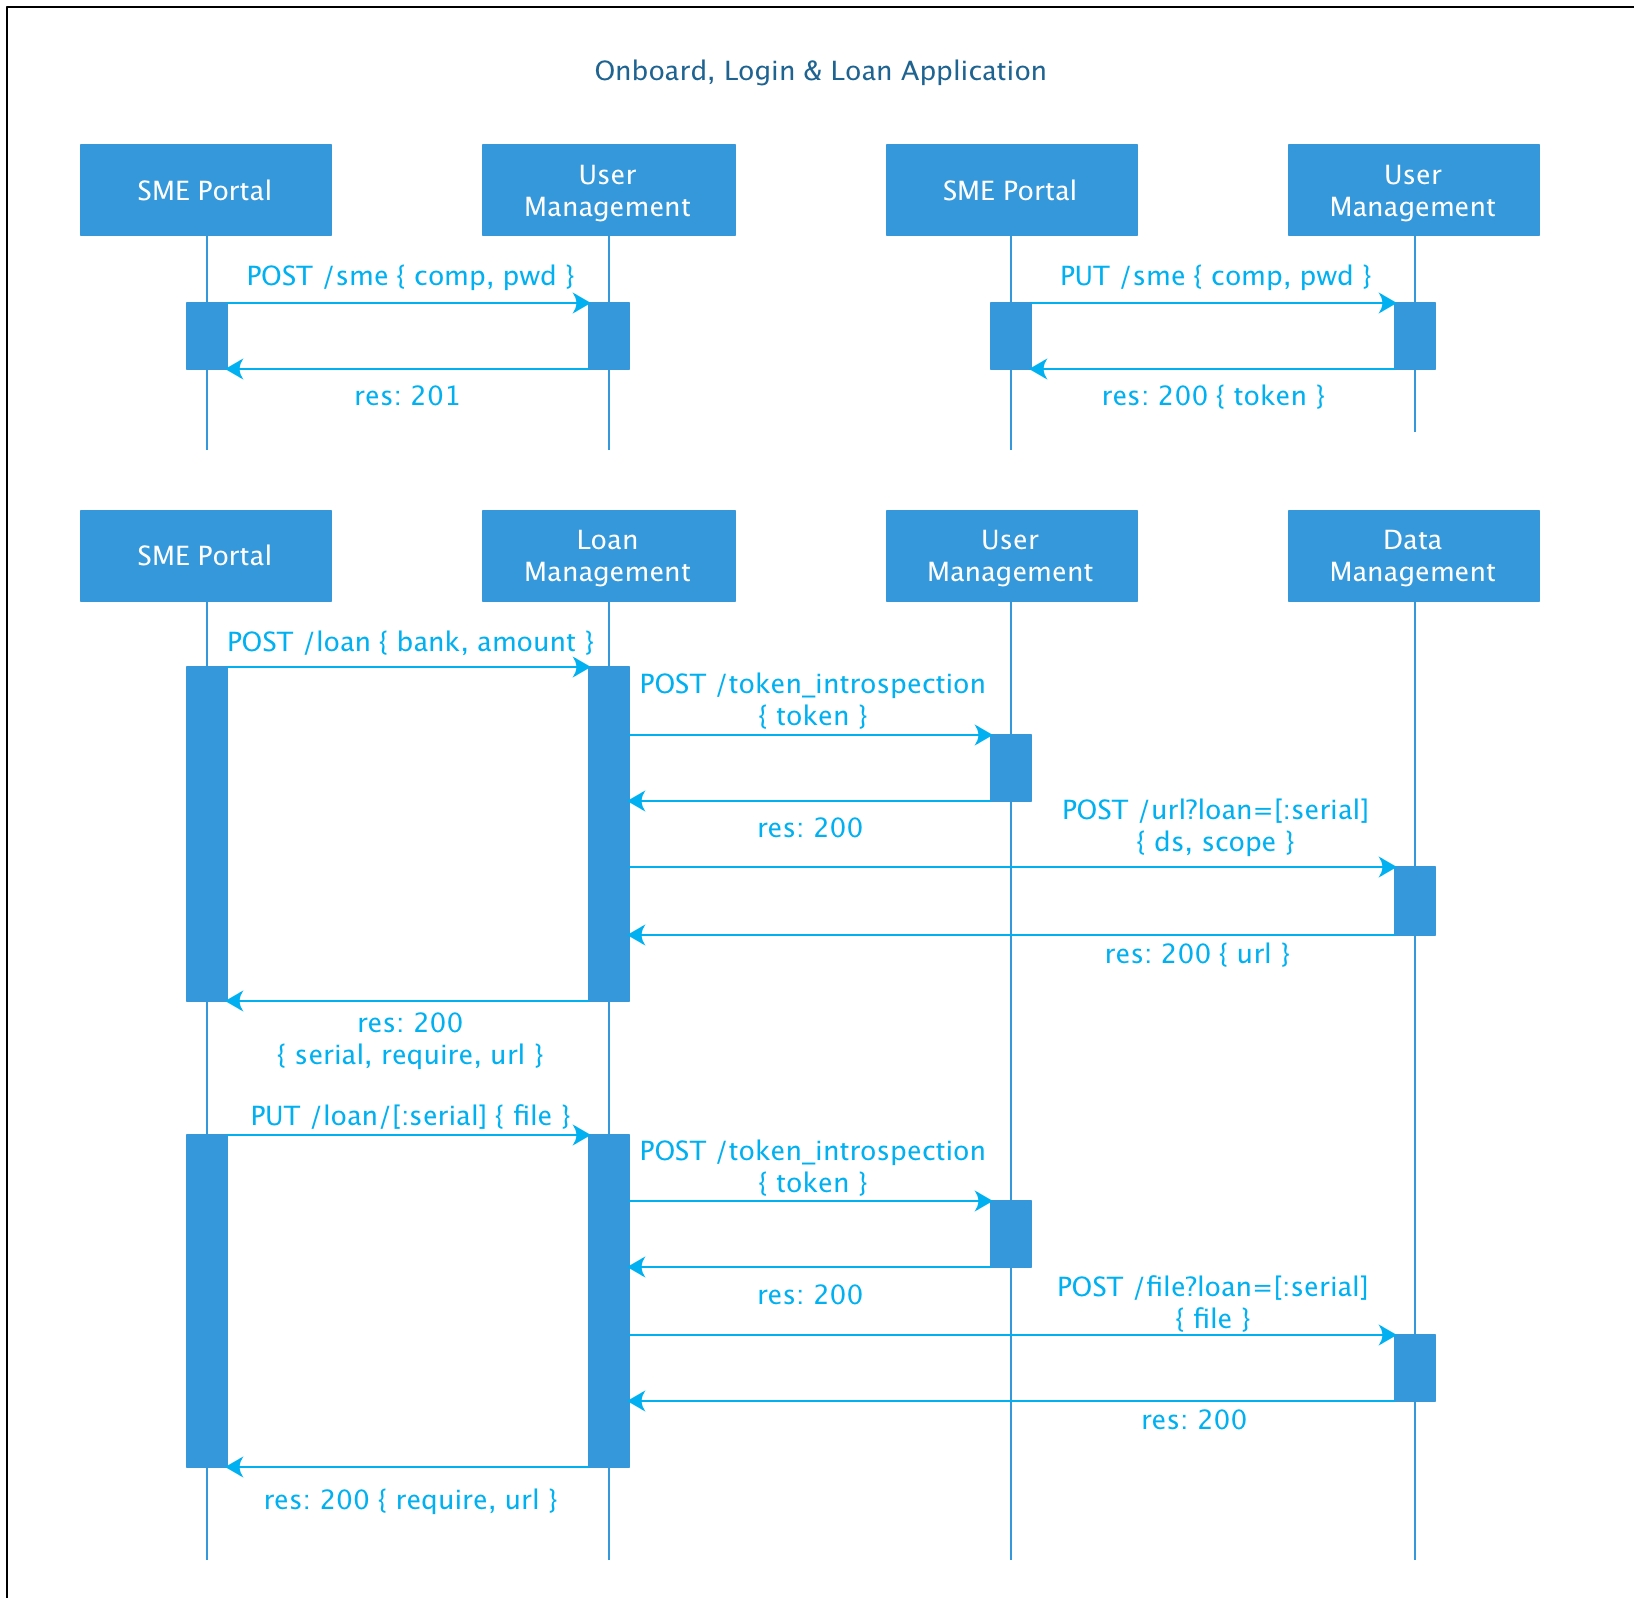 Onboard, Login & Loan Application
SME Portal
User
Management
SME Portal
User
Management
POST /sme { comp, pwd }
res: 201
PUT /sme { comp, pwd }
res: 200 { token }
SME Portal
Loan
Management
User
Management
Data
Management
POST /loan { bank, amount }
POST /token_introspection
{ token }
res: 200
POST /url?loan=[:serial]
{ ds, scope }
res: 200 { url }
res: 200
{ serial, require, url }
PUT /loan/[:serial] { file }
POST /token_introspection
{ token }
res: 200
POST /file?loan=[:serial]
{ file }
res: 200
res: 200 { require, url }